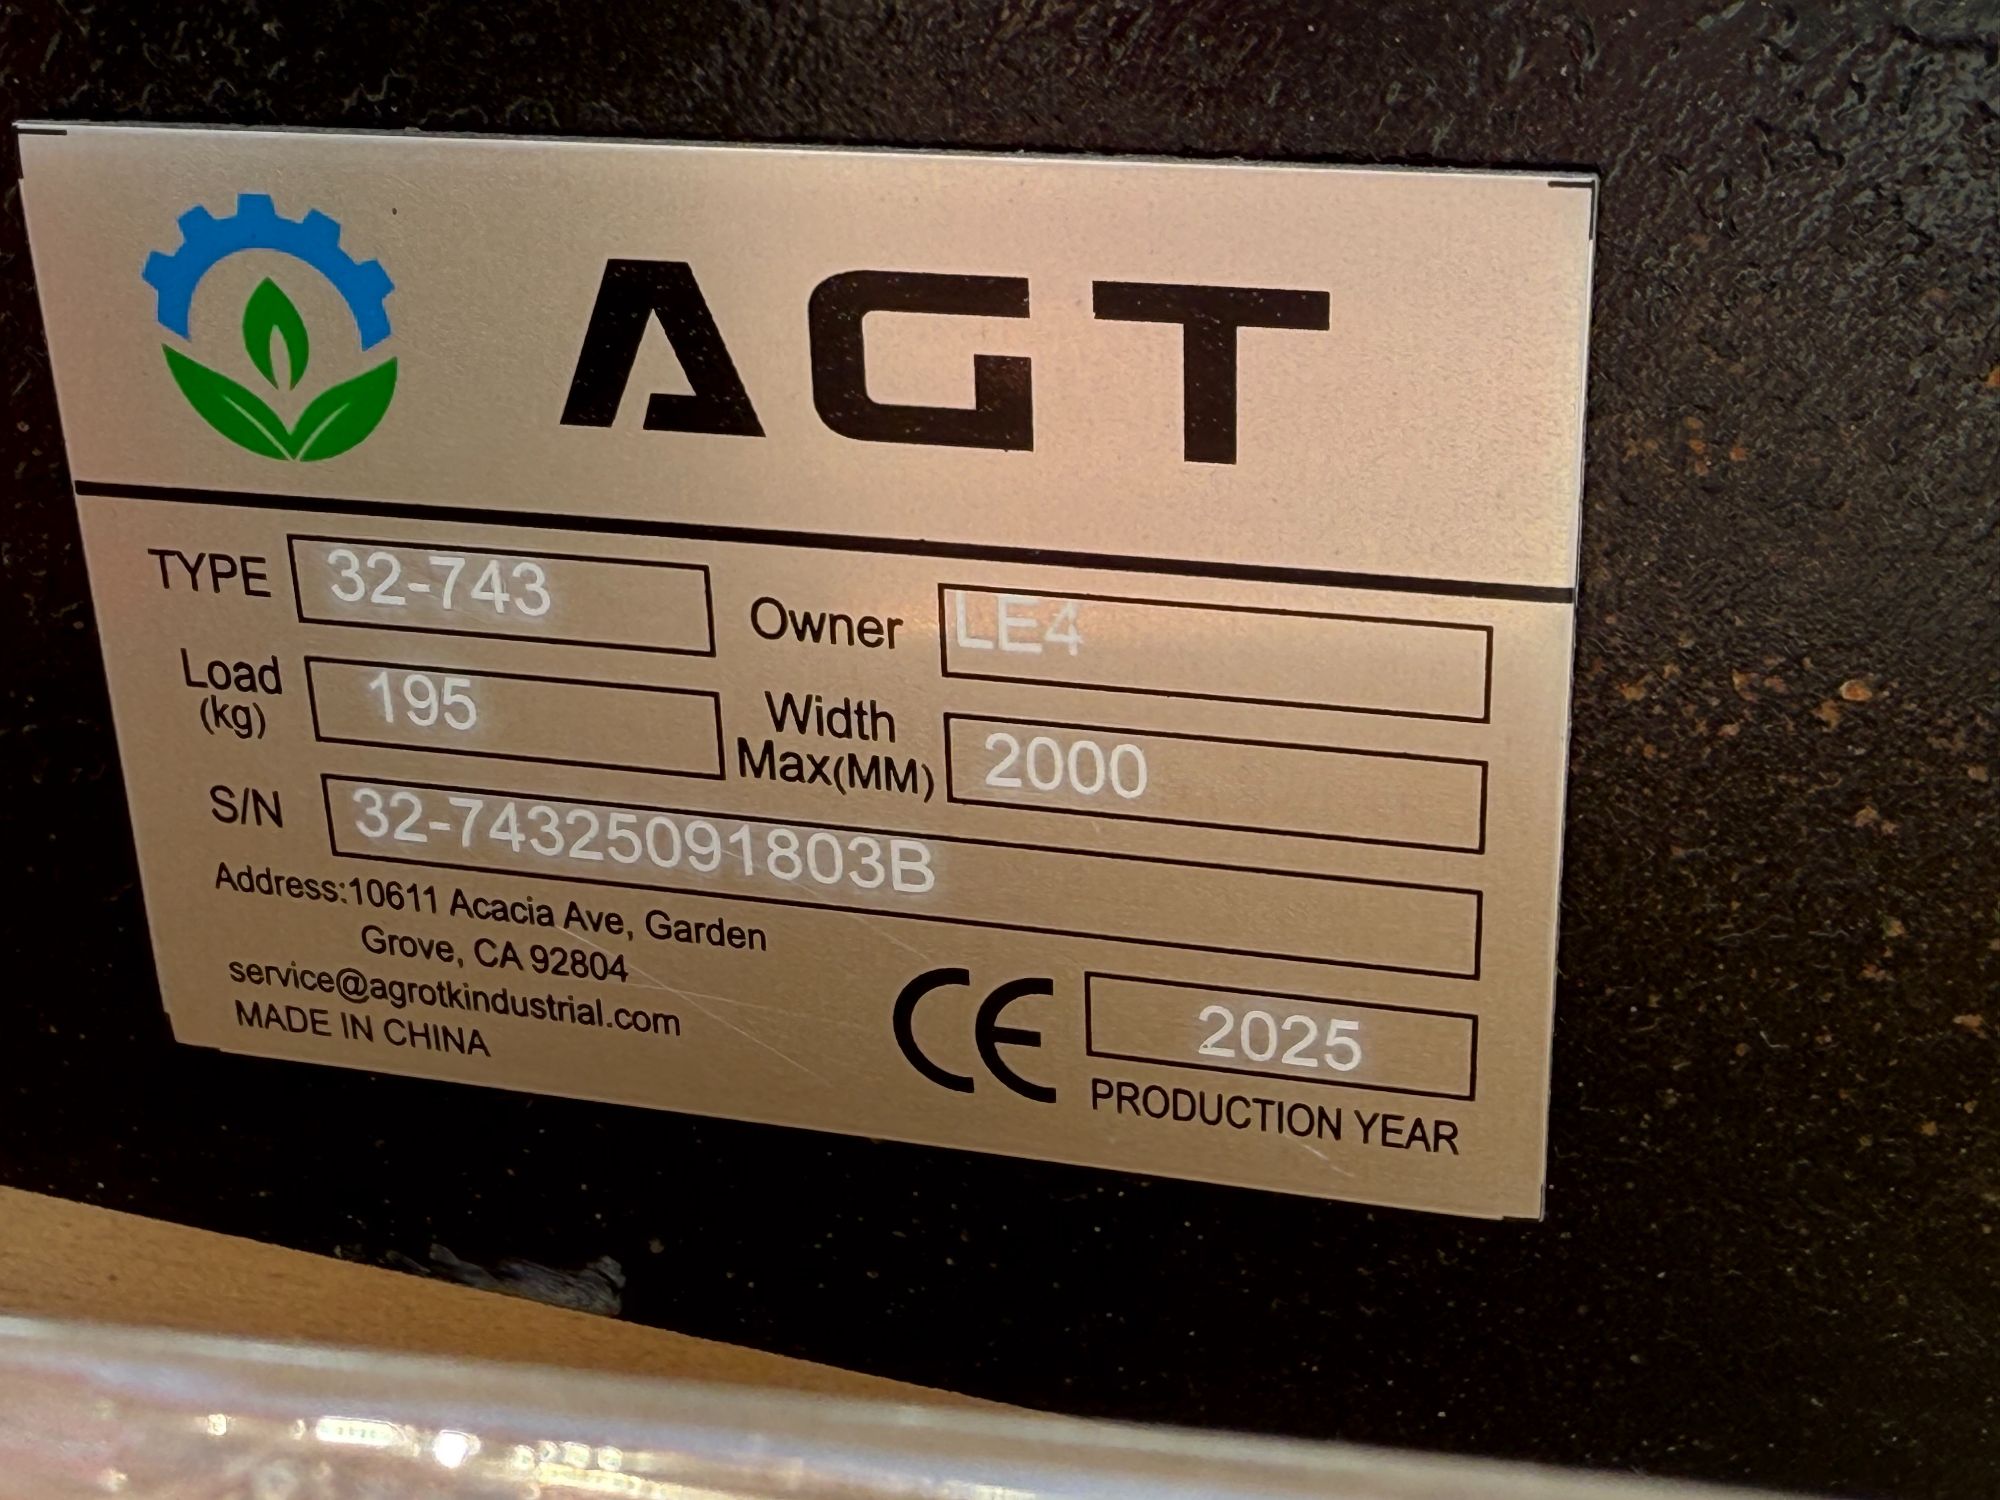 AGT
TYPE 32-743 Owner LE4
Load (kg) 195 Width Max(MM) 2000
S/N 32-74325091803B
Address:10611 Acacia Ave, Garden
Grove, CA 92804
service@agrotkindustrial.com
MADE IN CHINA
CE 2025
PRODUCTION YEAR